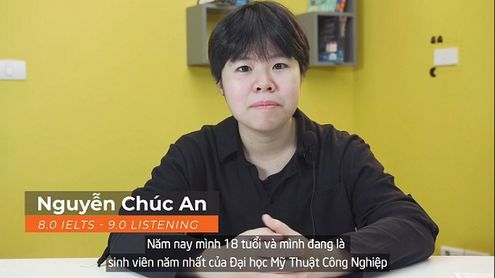 Nguyễn Chúc An
8.0 IELTS - 9.0 LISTENING
Năm nay mình 18 tuổi và mình đang là
sinh viên năm nhất của Đại học Mỹ Thuật Công Nghiệp